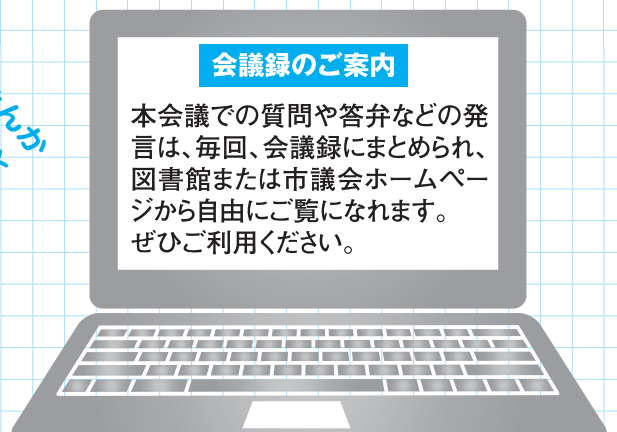 会議録のご案内
本会議での質問や答弁などの発
言は、毎回、会議録にまとめられ、
図書館または市議会ホームペー
ジから自由にご覧になれます。
ぜひご利用ください。
んか